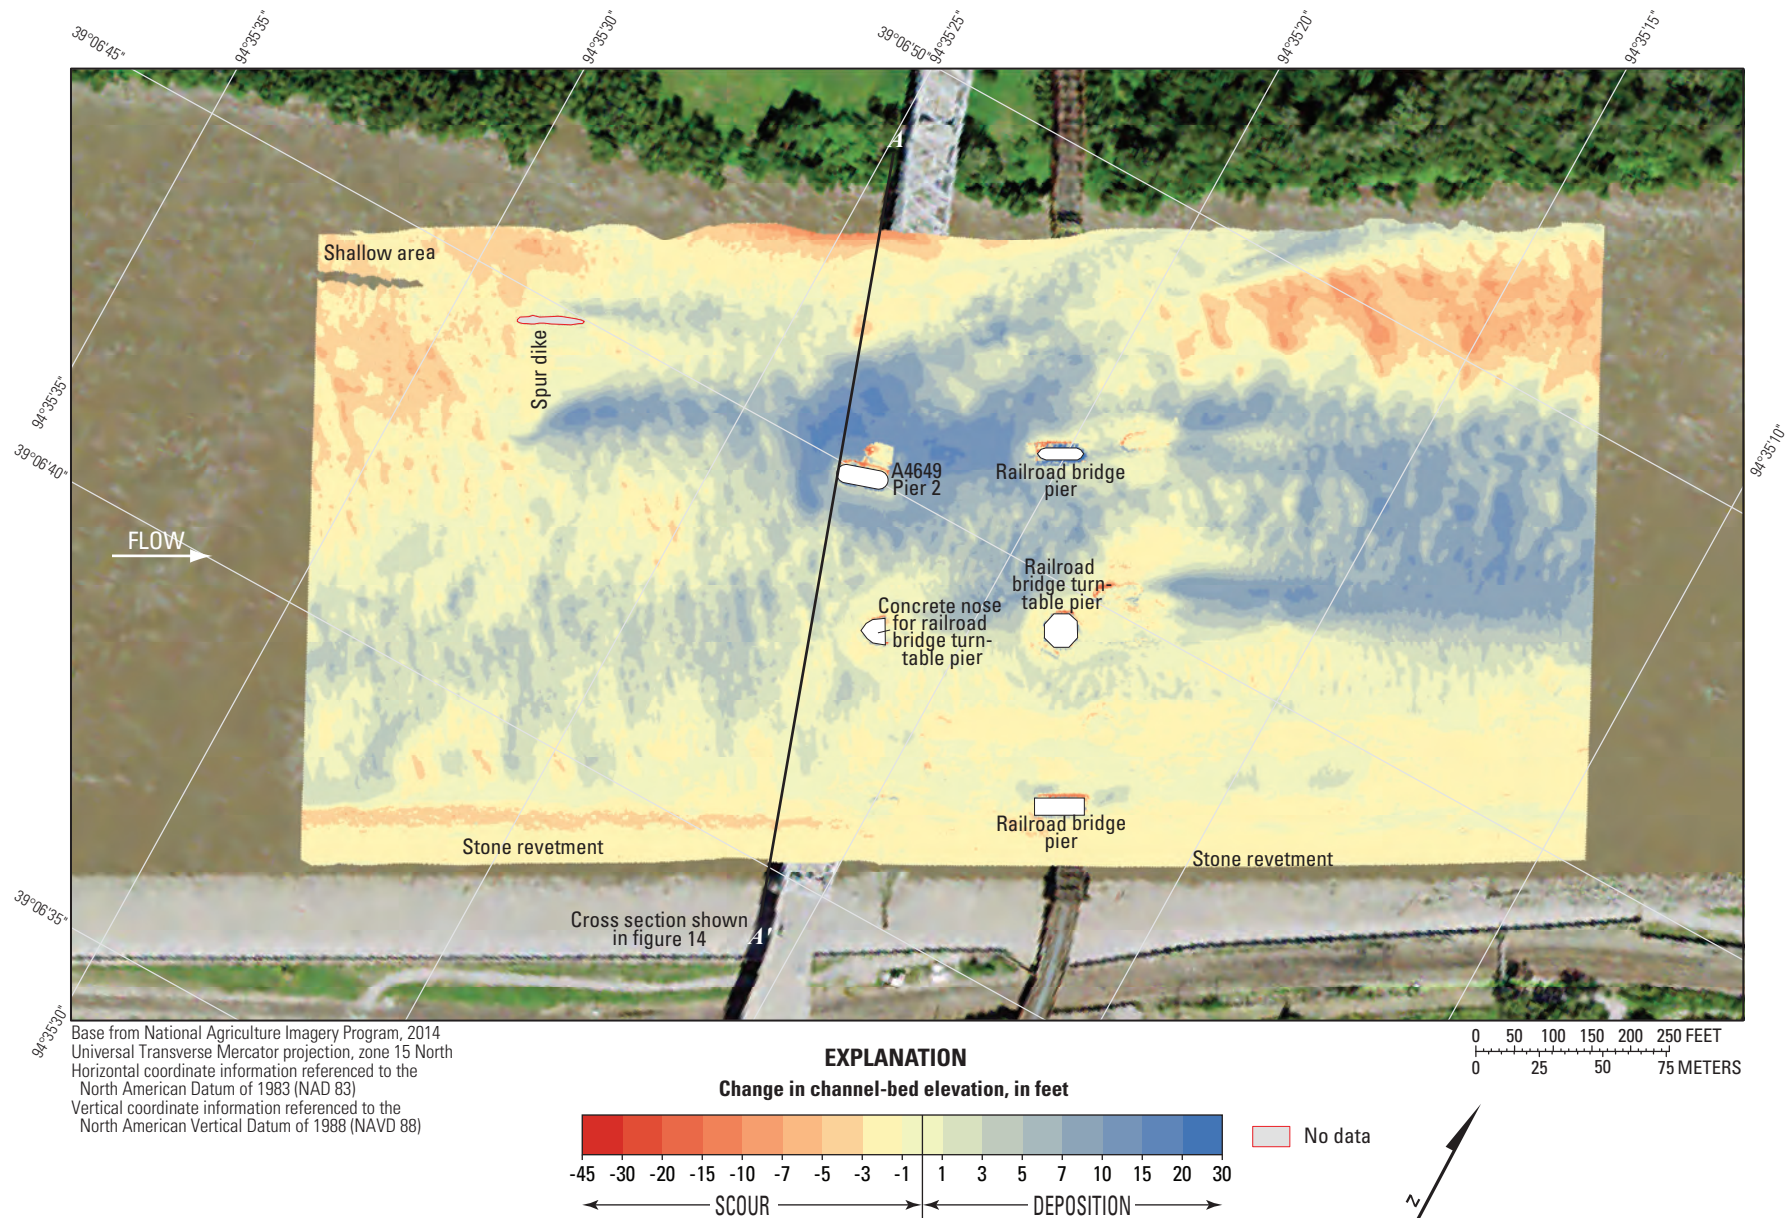 39°06'45"
94°35'35"
94°35'30"
39°06'50"
94°35'25"
94°35'20"
94°35'15"
A
Shallow area
Spur dike
94°35'35"
39°06'40"
94°35'10"
A4649
Pier 2
Railroad bridge
pier
FLOW
Railroad
bridge turn-
table pier
Concrete nose
for railroad
bridge turn-
table pier
Railroad bridge
pier
Stone revetment
Stone revetment
39°06'35"
Cross section shown
in figure 14
A'
94°35'30"
Base from National Agriculture Imagery Program, 2014
Universal Transverse Mercator projection, zone 15 North
Horizontal coordinate information referenced to the
North American Datum of 1983 (NAD 83)
Vertical coordinate information referenced to the
North American Vertical Datum of 1988 (NAVD 88)
0 50 100 150 200 250 FEET
0 25 50 75 METERS
EXPLANATION
Change in channel-bed elevation, in feet
-45 -30 -20 -15 -10 -7 -5 -3 -1 1 3 5 7 10 15 20 30
SCOUR DEPOSITION
No data
N